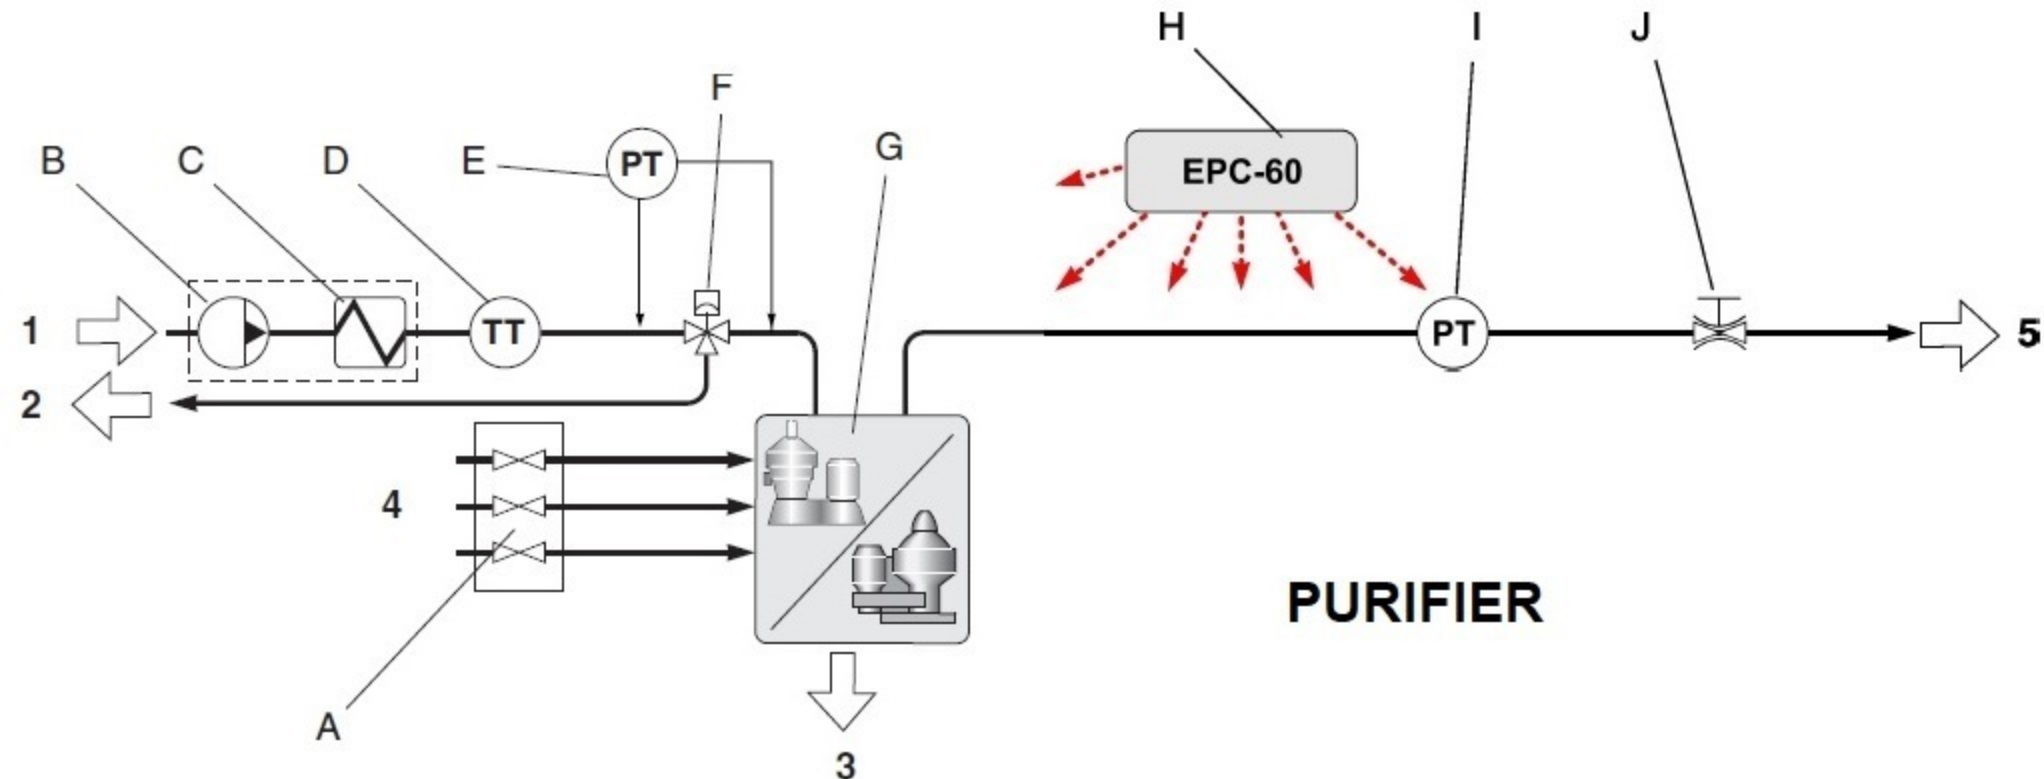 H I J
F
B C D E PT G
EPC-60
1 TT PT 5
2
4
PURIFIER
A
3